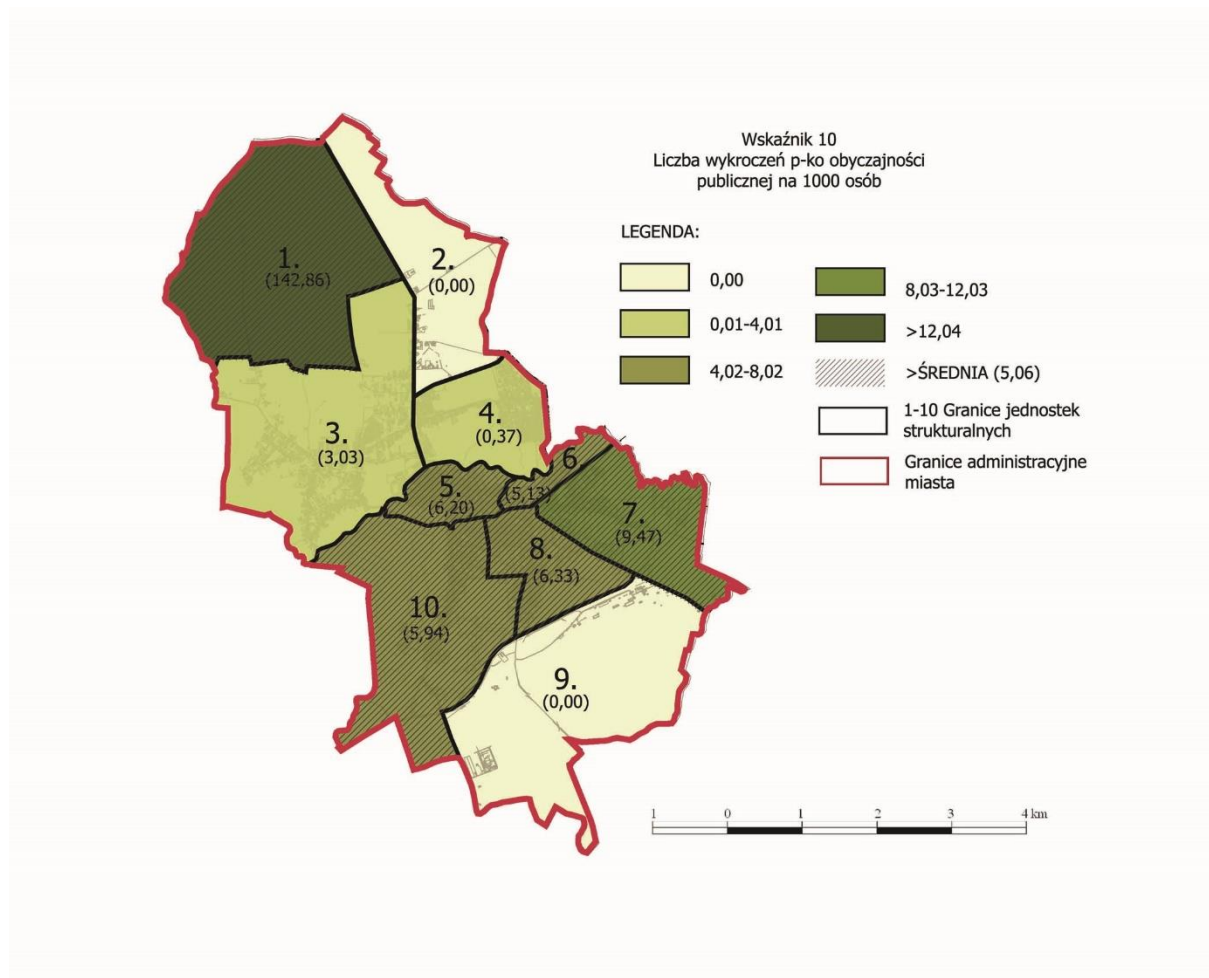 Wskaźnik 10
Liczba wykroczeń p-ko obyczajności
publicznej na 1000 osób
LEGENDA:
0,00
0,01-4,01
4,02-8,02
8,03-12,03
>12,04
>ŚREDNIA (5,06)
1-10 Granice jednostek
strukturalnych
Granice administracyjne
miasta
1.
(142,86)
2.
(0,00)
3.
(3,03)
4.
(0,37)
5.
(6,20)
6.
(5,13)
7.
(9,47)
8.
(6,33)
10.
(5,94)
9.
(0,00)
1 0 1 2 3 4 km